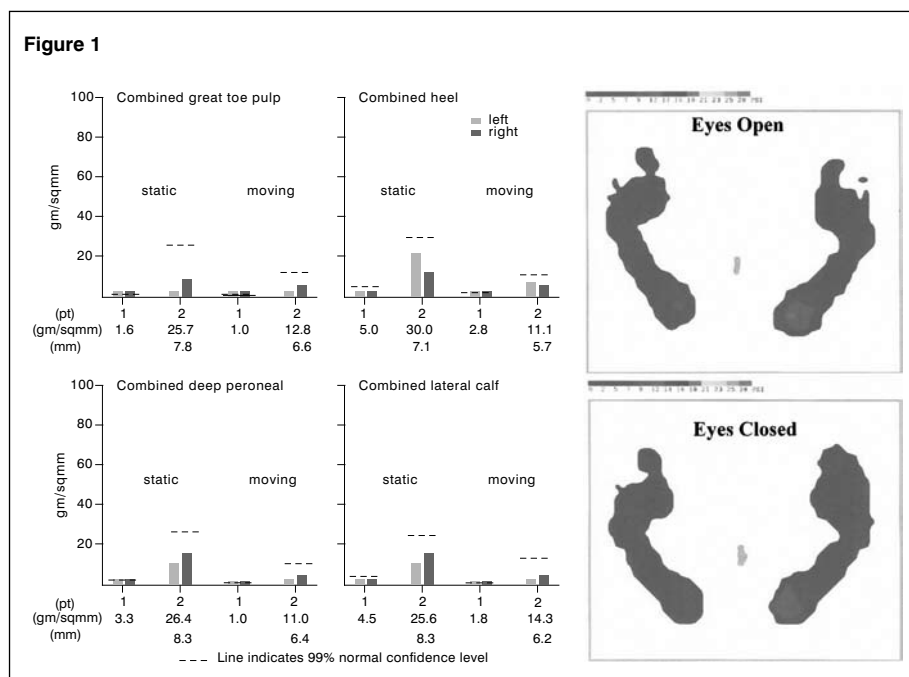 Figure 1
Combined great toe pulp
Combined heel
100
80
60
40
20
gm/sqmm
static
moving
left
right
static
moving
(pt) 1 2 1 2 1 2 1 2
(gm/sqmm) 1.6 25.7 1.0 12.8 5.0 30.0 2.8 11.1
(mm) 7.8 6.6 7.1 5.7
Combined deep peroneal
Combined lateral calf
100
80
60
40
20
gm/sqmm
static
moving
static
moving
(pt) 1 2 1 2 1 2 1 2
(gm/sqmm) 3.3 26.4 1.0 11.0 4.5 25.6 1.8 14.3
(mm) 8.3 6.4 8.3 6.2
Line indicates 99% normal confidence level
Eyes Open
Eyes Closed